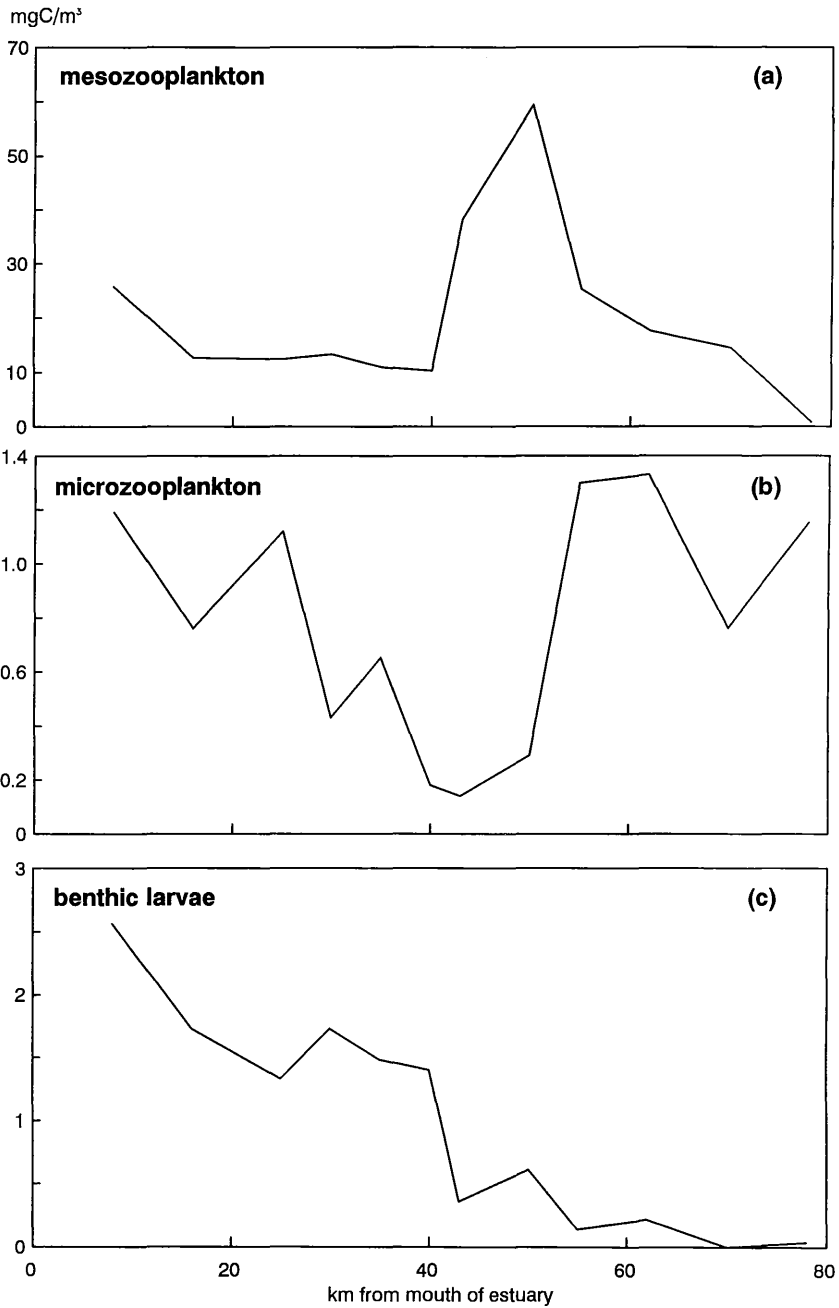 mgC/m³
70
mesozooplankton (a)
50
30
10
0
1.4
microzooplankton (b)
1.0
0.6
0.2
0
3
benthic larvae (c)
2
1
0
0 20 40 60 80
km from mouth of estuary